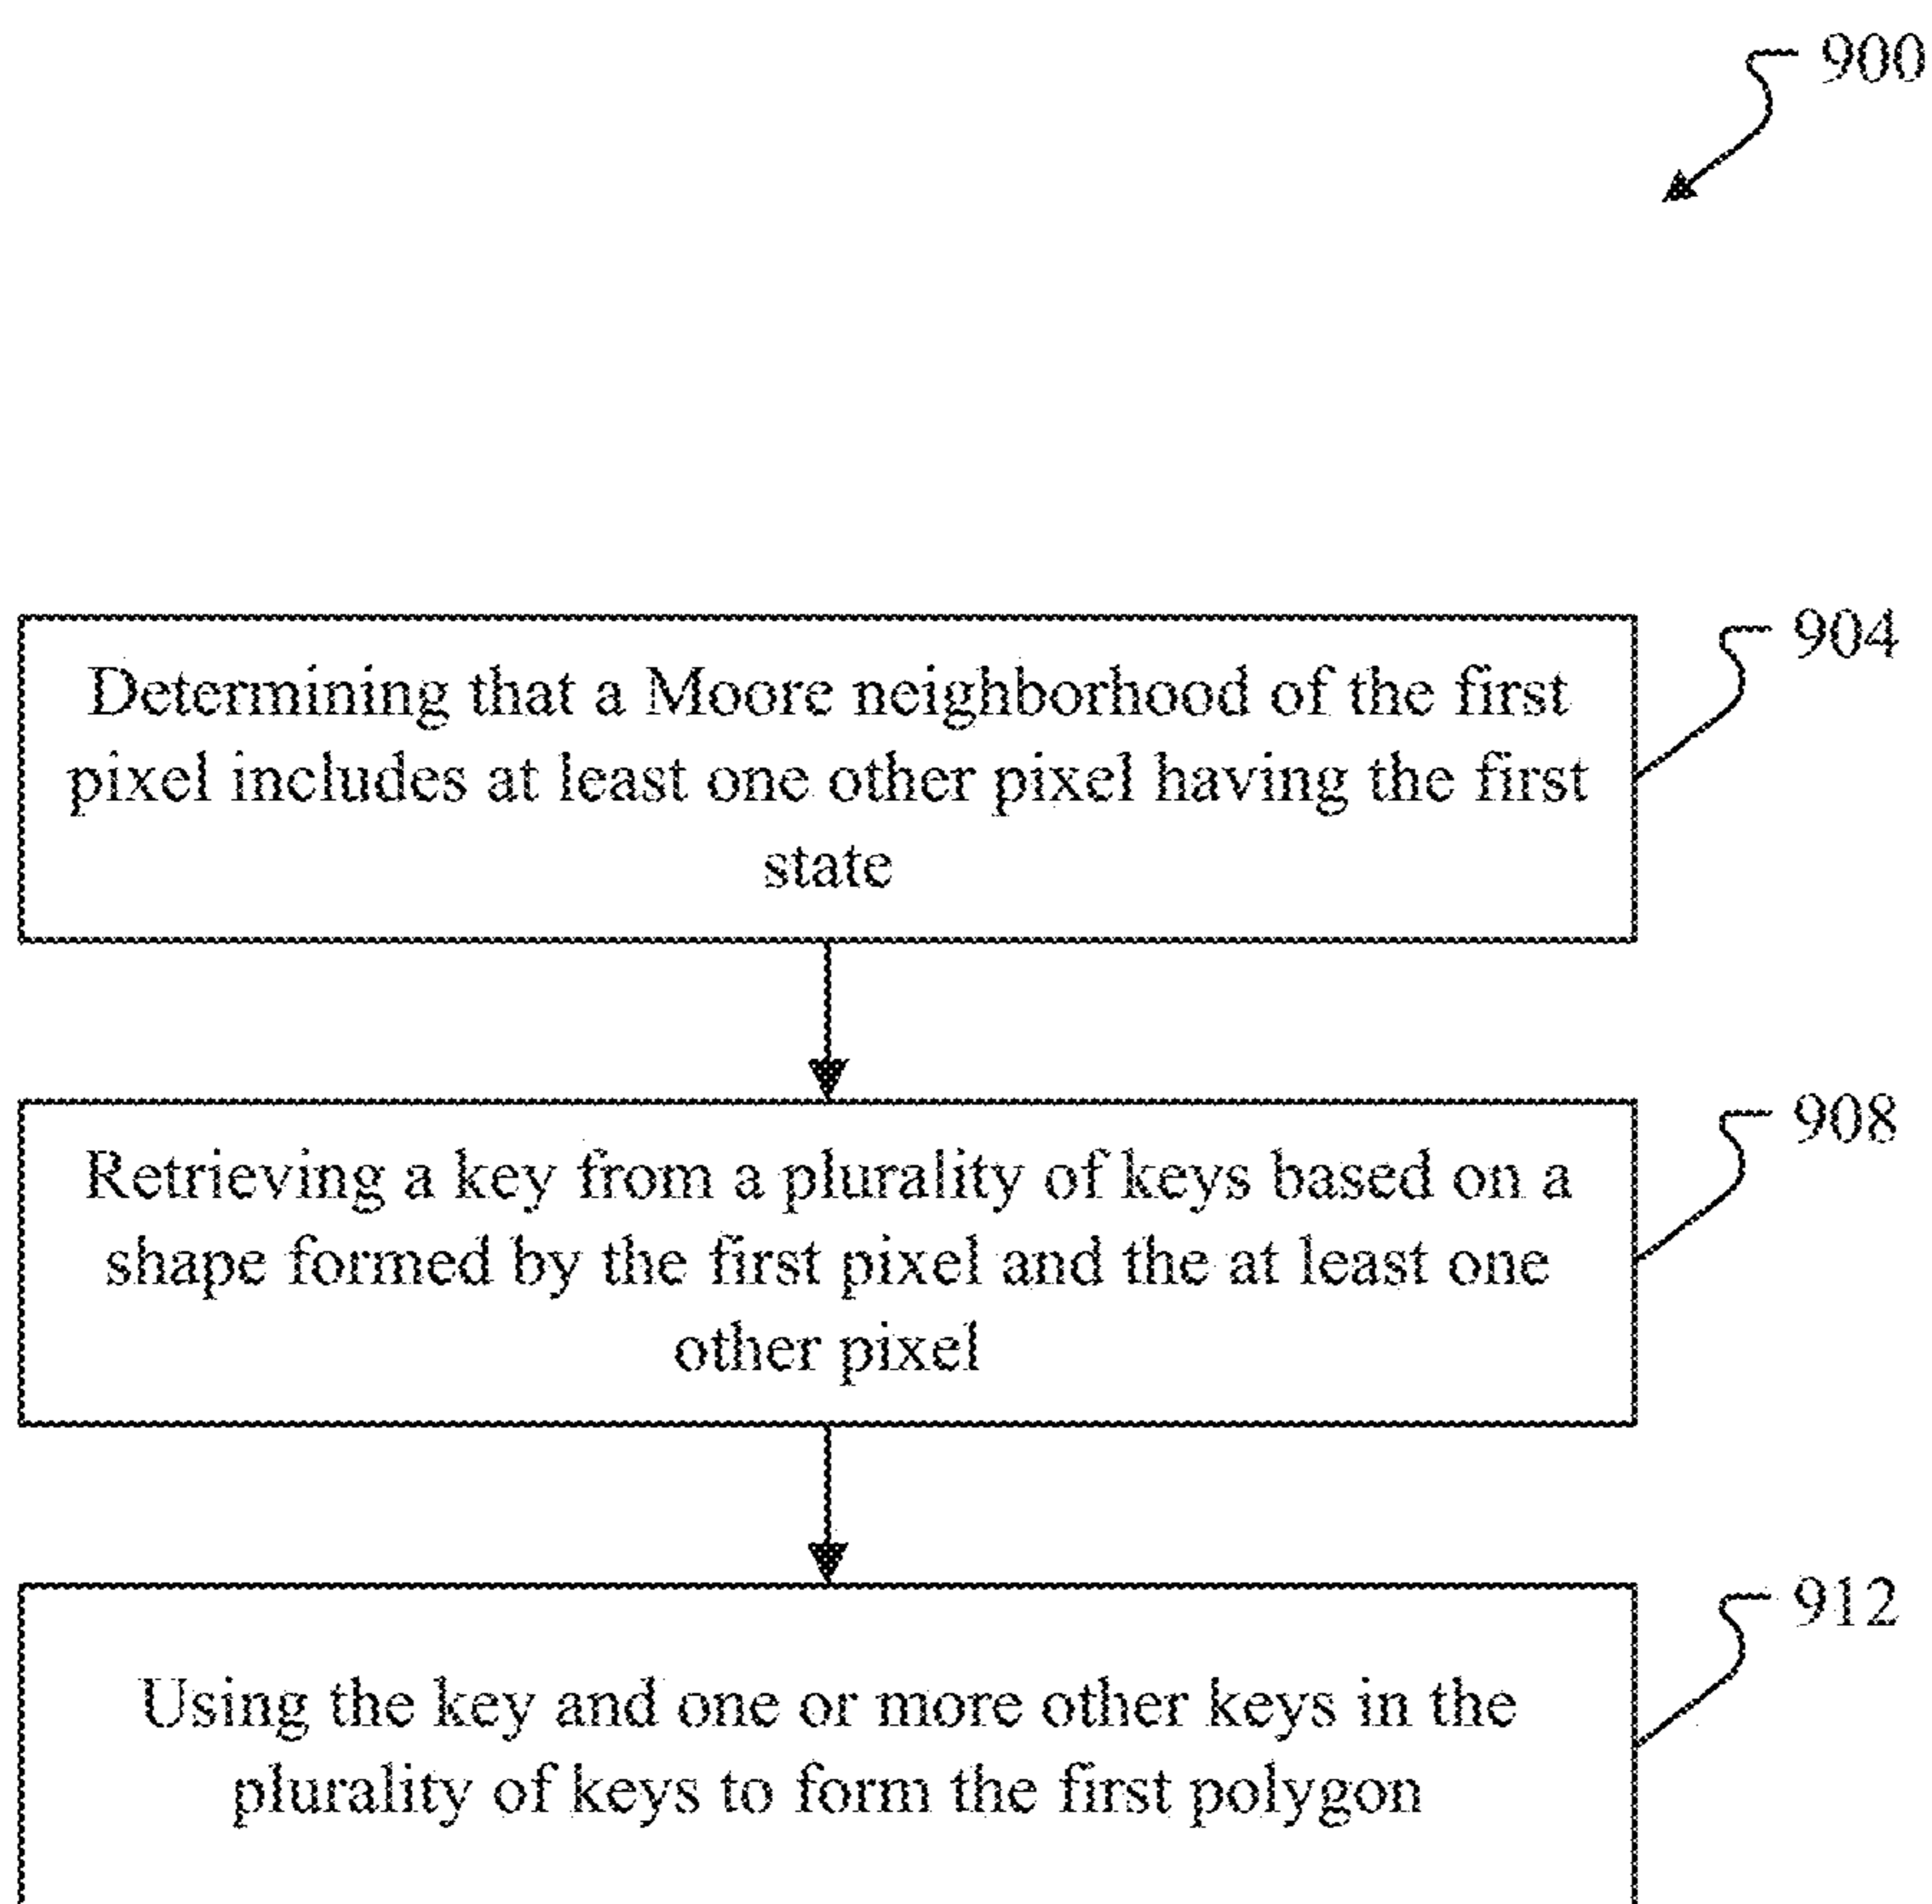 900
904
Determining that a Moore neighborhood of the first
pixel includes at least one other pixel having the first
state
908
Retrieving a key from a plurality of keys based on a
shape formed by the first pixel and the at least one
other pixel
912
Using the key and one or more other keys in the
plurality of keys to form the first polygon